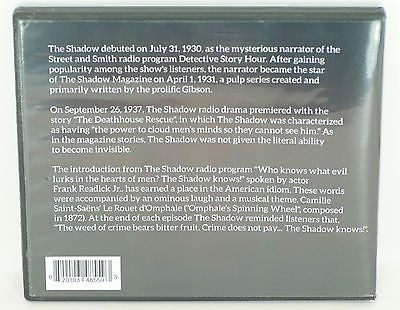 The Shadow debuted on July 31, 1930, as the mysterious narrator of the
Street and Smith radio program Detective Story Hour. After gaining
popularity among the show's listeners, the narrator became the star
of The Shadow Magazine on April 1, 1931, a pulp series created and
primarily written by the prolific Gibson.
On September 26, 1937, The Shadow radio drama premiered with the
story "The Deathhouse Rescue", in which The Shadow was characterized
as having "the power to cloud men's minds so they cannot see him." As
in the magazine stories, The Shadow was not given the literal ability
to become invisible.
The introduction from The Shadow radio program "Who knows what evil
lurks in the hearts of men? The Shadow knows!" spoken by actor
Frank Readick Jr., has earned a place in the American idiom. These words
were accompanied by an ominous laugh and a musical theme, Camille
Saint-Saëns' Le Rouet d'Omphale ("Omphale's Spinning Wheel", composed
in 1872). At the end of each episode The Shadow reminded listeners that,
"The weed of crime bears bitter fruit. Crime does not pay... The Shadow knows!".
8 20103 48559 3